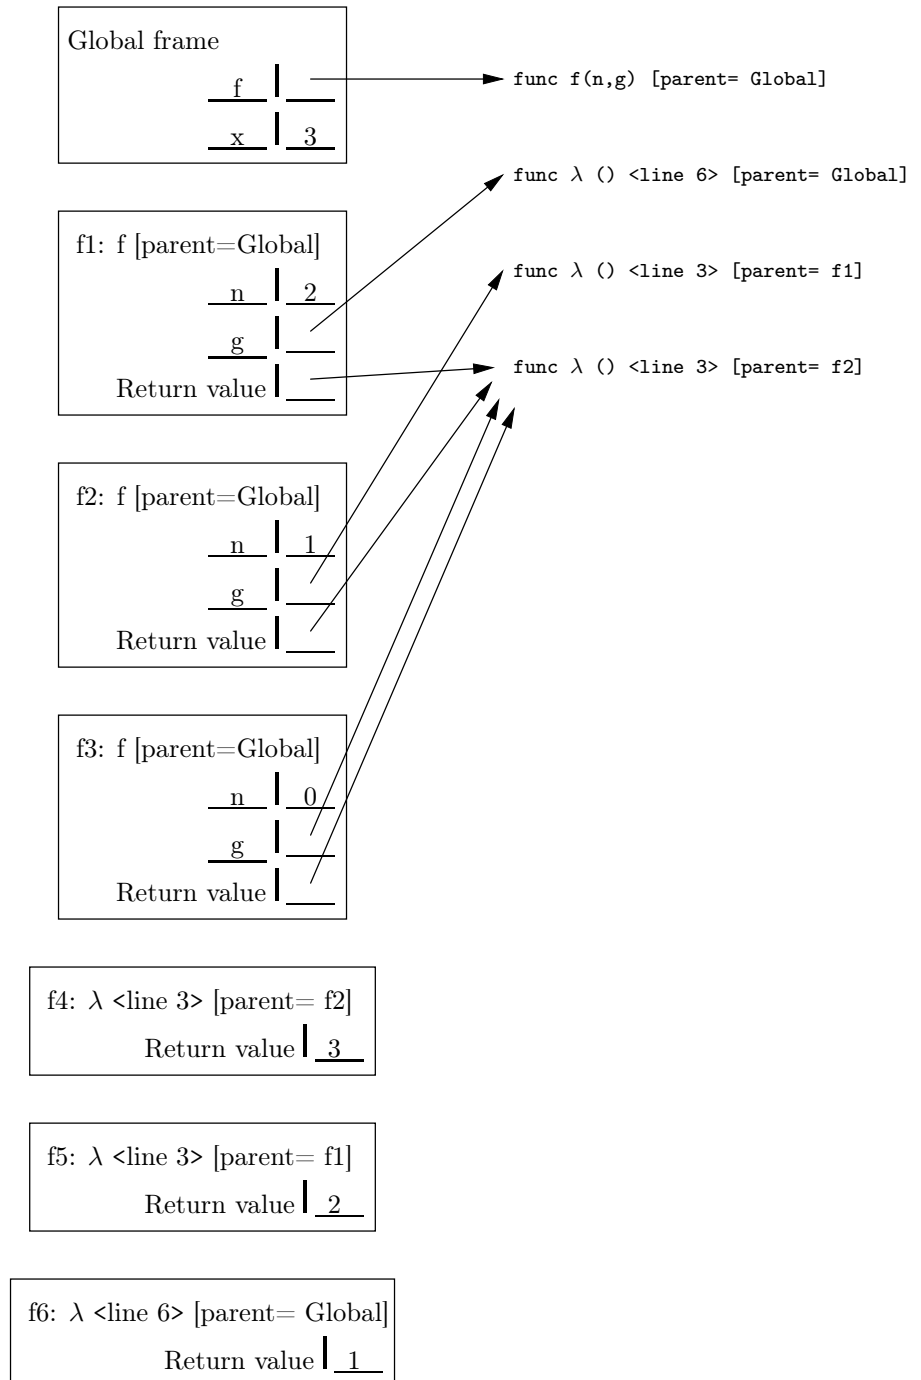 Global frame
f
func f(n,g) [parent= Global]
x 3
func λ () <line 6> [parent= Global]
f1: f [parent=Global]
func λ () <line 3> [parent= f1]
n 2
g
func λ () <line 3> [parent= f2]
Return value
f2: f [parent=Global]
n 1
g
Return value
f3: f [parent=Global]
n 0
g
Return value
f4: λ <line 3> [parent= f2]
Return value 3
f5: λ <line 3> [parent= f1]
Return value 2
f6: λ <line 6> [parent= Global]
Return value 1